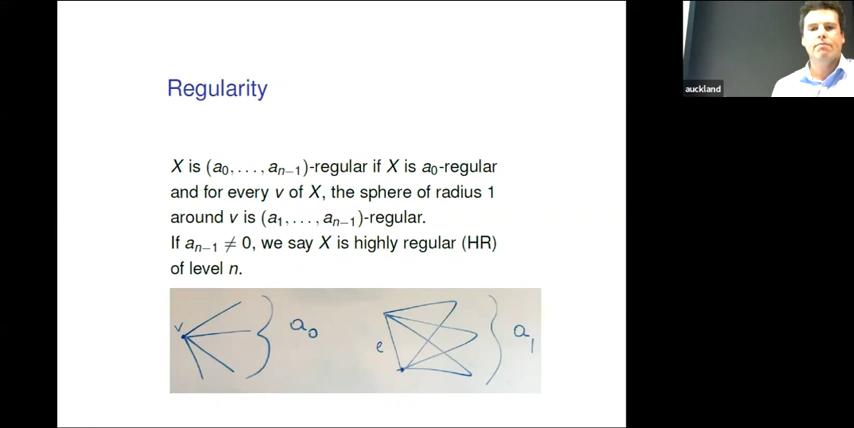 Regularity
X is (a₀, . . . , aₙ₋₁)-regular if X is a₀-regular
and for every v of X, the sphere of radius 1
around v is (a₁, . . . , aₙ₋₁)-regular.
If aₙ₋₁ ≠ 0, we say X is highly regular (HR)
of level n.
v
a₀
e
a₁
auckland